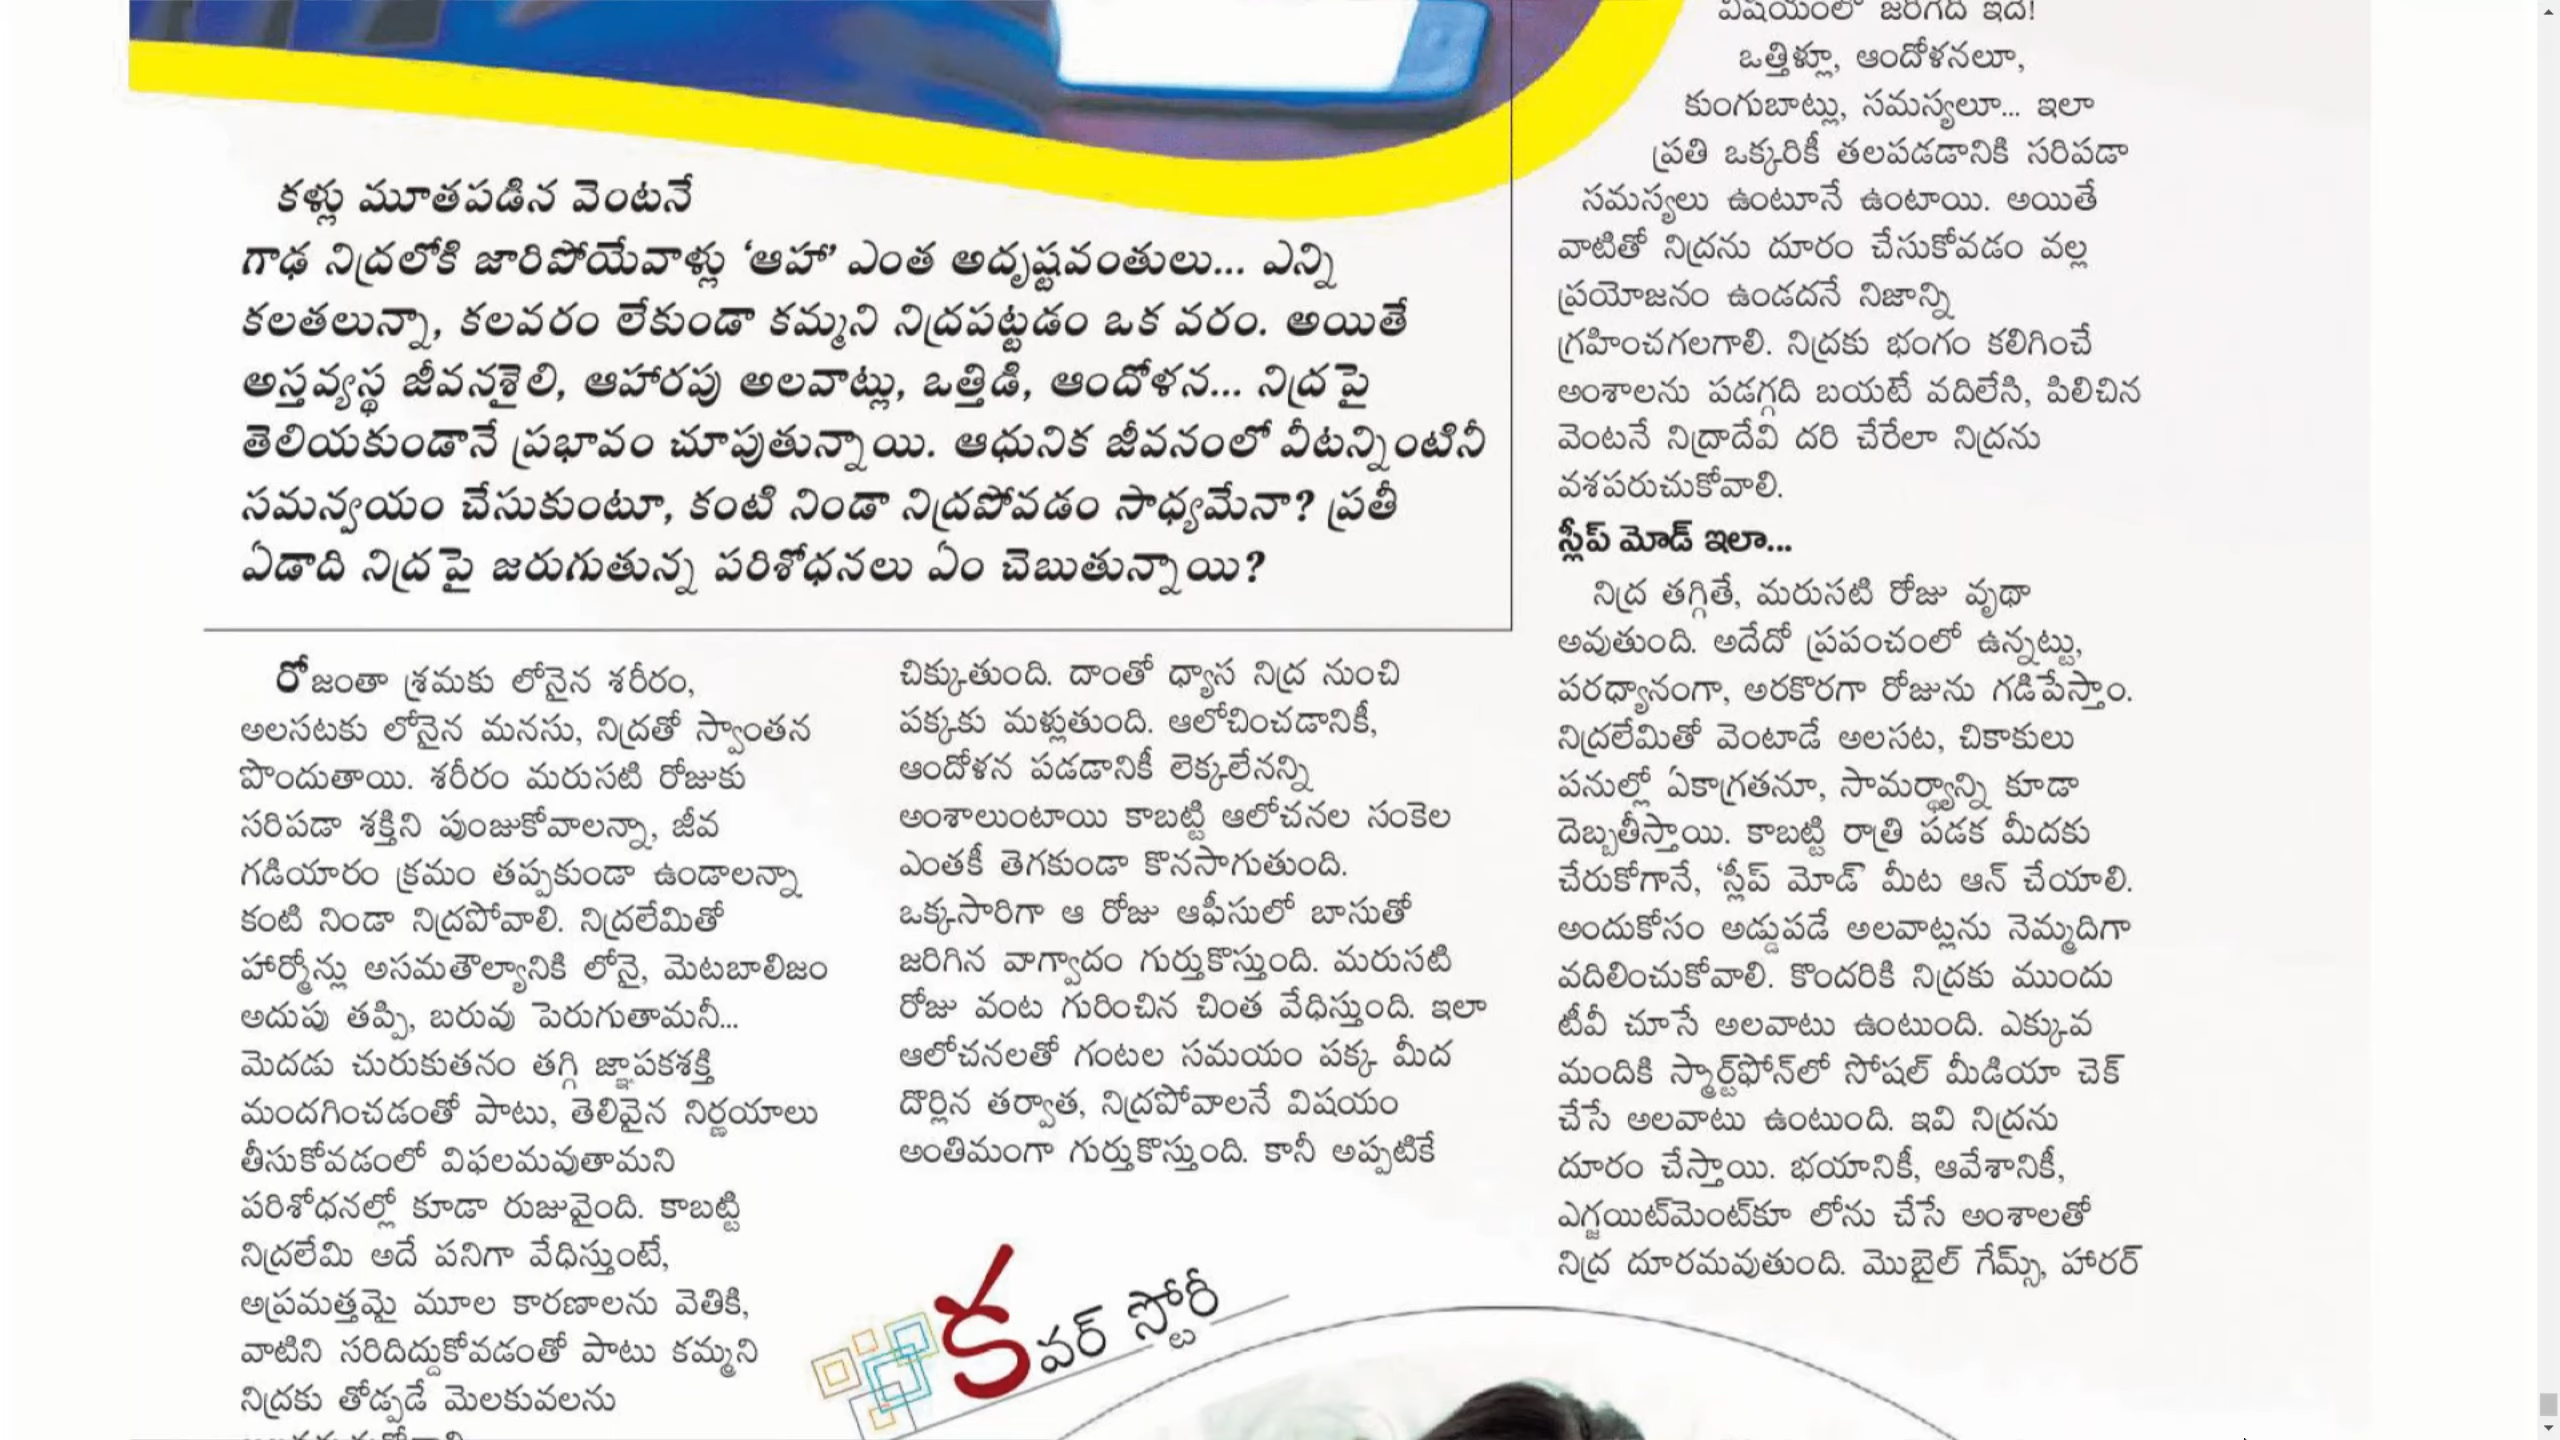 కళ్లు మూతపడిన వెంటనే
గాఢ నిద్రలోకి జారిపోయేవాళ్లు ‘ఆహా’ ఎంత అదృష్టవంతులు... ఎన్ని
కలతలున్నా, కలవరం లేకుండా కమ్మని నిద్రపట్టడం ఒక వరం. అయితే
అస్తవ్యస్థ జీవనశైలి, ఆహారపు అలవాట్లు, ఒత్తిడి, ఆందోళన... నిద్రపై
తెలియకుండానే ప్రభావం చూపుతున్నాయి. ఆధునిక జీవనంలో వీటన్నింటినీ
సమన్వయం చేసుకుంటూ, కంటి నిండా నిద్రపోవడం సాధ్యమేనా? ప్రతీ
ఏడాది నిద్రపై జరుగుతున్న పరిశోధనలు ఏం చెబుతున్నాయి?
రోజంతా శ్రమకు లోనైన శరీరం,
అలసటకు లోనైన మనసు, నిద్రతో స్వాంతన
పొందుతాయి. శరీరం మరుసటి రోజుకు
సరిపడా శక్తిని పుంజుకోవాలన్నా, జీవ
గడియారం క్రమం తప్పకుండా ఉండాలన్నా
కంటి నిండా నిద్రపోవాలి. నిద్రలేమితో
హార్మోన్లు అసమతౌల్యానికి లోనై, మెటబాలిజం
అదుపు తప్పి, బరువు పెరుగుతామనీ...
మెదడు చురుకుతనం తగ్గి జ్ఞాపకశక్తి
మందగించడంతో పాటు, తెలివైన నిర్ణయాలు
తీసుకోవడంలో విఫలమవుతామని
పరిశోధనల్లో కూడా రుజువైంది. కాబట్టి
నిద్రలేమి అదే పనిగా వేధిస్తుంటే,
అప్రమత్తమై మూల కారణాలను వెతికి,
వాటిని సరిదిద్దుకోవడంతో పాటు కమ్మని
నిద్రకు తోడ్పడే మెలకువలను
చిక్కుతుంది. దాంతో ధ్యాస నిద్ర నుంచి
పక్కకు మళ్లుతుంది. ఆలోచించడానికీ,
ఆందోళన పడడానికీ లెక్కలేనన్ని
అంశాలుంటాయి కాబట్టి ఆలోచనల సంకెల
ఎంతకీ తెగకుండా కొనసాగుతుంది.
ఒక్కసారిగా ఆ రోజు ఆఫీసులో బాసుతో
జరిగిన వాగ్వాదం గుర్తుకొస్తుంది. మరుసటి
రోజు వంట గురించిన చింత వేధిస్తుంది. ఇలా
ఆలోచనలతో గంటల సమయం పక్క మీద
దొర్లిన తర్వాత, నిద్రపోవాలనే విషయం
అంతిమంగా గుర్తుకొస్తుంది. కానీ అప్పటికే
కవర్ స్టోరీ
విషయంలో జరిగేది ఇదే!
ఒత్తిళ్లూ, ఆందోళనలూ,
కుంగుబాట్లు, సమస్యలూ... ఇలా
ప్రతి ఒక్కరికీ తలపడడానికి సరిపడా
సమస్యలు ఉంటూనే ఉంటాయి. అయితే
వాటితో నిద్రను దూరం చేసుకోవడం వల్ల
ప్రయోజనం ఉండదనే నిజాన్ని
గ్రహించగలగాలి. నిద్రకు భంగం కలిగించే
అంశాలను పడగ్గది బయటే వదిలేసి, పిలిచిన
వెంటనే నిద్రాదేవి దరి చేరేలా నిద్రను
వశపరుచుకోవాలి.
స్లీప్ మోడ్ ఇలా...
నిద్ర తగ్గితే, మరుసటి రోజు వృథా
అవుతుంది. అదేదో ప్రపంచంలో ఉన్నట్టు,
పరధ్యానంగా, అరకొరగా రోజును గడిపేస్తాం.
నిద్రలేమితో వెంటాడే అలసట, చికాకులు
పనుల్లో ఏకాగ్రతనూ, సామర్థ్యాన్ని కూడా
దెబ్బతీస్తాయి. కాబట్టి రాత్రి పడక మీదకు
చేరుకోగానే, ‘స్లీప్ మోడ్’ మీట ఆన్ చేయాలి.
అందుకోసం అడ్డుపడే అలవాట్లను నెమ్మదిగా
వదిలించుకోవాలి. కొందరికి నిద్రకు ముందు
టీవీ చూసే అలవాటు ఉంటుంది. ఎక్కువ
మందికి స్మార్ట్‌ఫోన్‌లో సోషల్ మీడియా చెక్
చేసే అలవాటు ఉంటుంది. ఇవి నిద్రను
దూరం చేస్తాయి. భయానికీ, ఆవేశానికీ,
ఎగ్జయిట్‌మెంట్‌కూ లోను చేసే అంశాలతో
నిద్ర దూరమవుతుంది. మొబైల్ గేమ్స్, హారర్